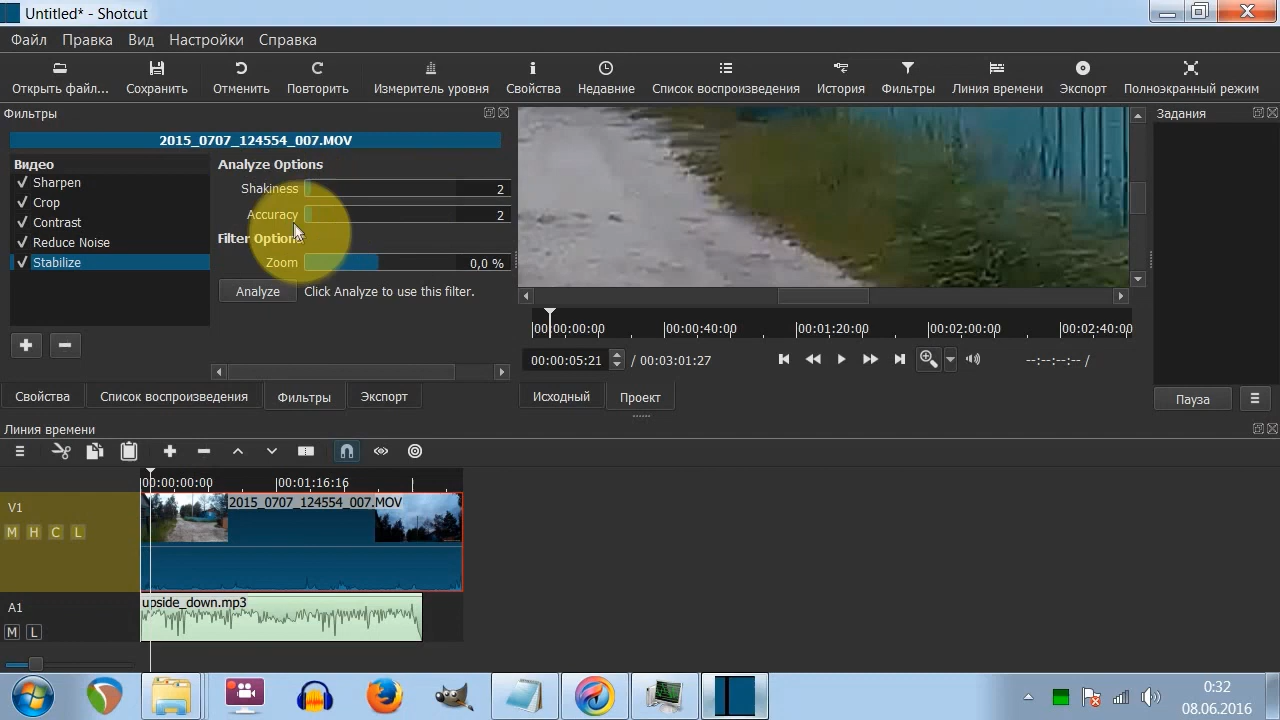 Untitled* - Shotcut
Файл Правка Вид Настройки Справка
Открыть файл... Сохранить Отменить Повторить Измеритель уровня Свойства Недавние Список воспроизведения История Фильтры Линия времени Экспорт Полноэкранный режим
Фильтры
Задания
2015_0707_124554_007.MOV
Видео
Analyze Options
Sharpen
Shakiness 2
Crop
Accuracy 2
Contrast
Filter Options
Reduce Noise
Stabilize
Zoom 0,0 %
Analyze Click Analyze to use this filter.
00:00:00:00 00:00:40:00 00:01:20:00 00:02:00:00 00:02:40:00
00:00:05:21 / 00:03:01:27 --:--:--:-- /
Свойства Список воспроизведения Фильтры Экспорт Исходный Проект Пауза
Линия времени
00:00:00:00 00:01:16:16
V1 2015_0707_124554_007.MOV
M H C L
A1 upside_down.mp3
M L
0:32
08.06.2016